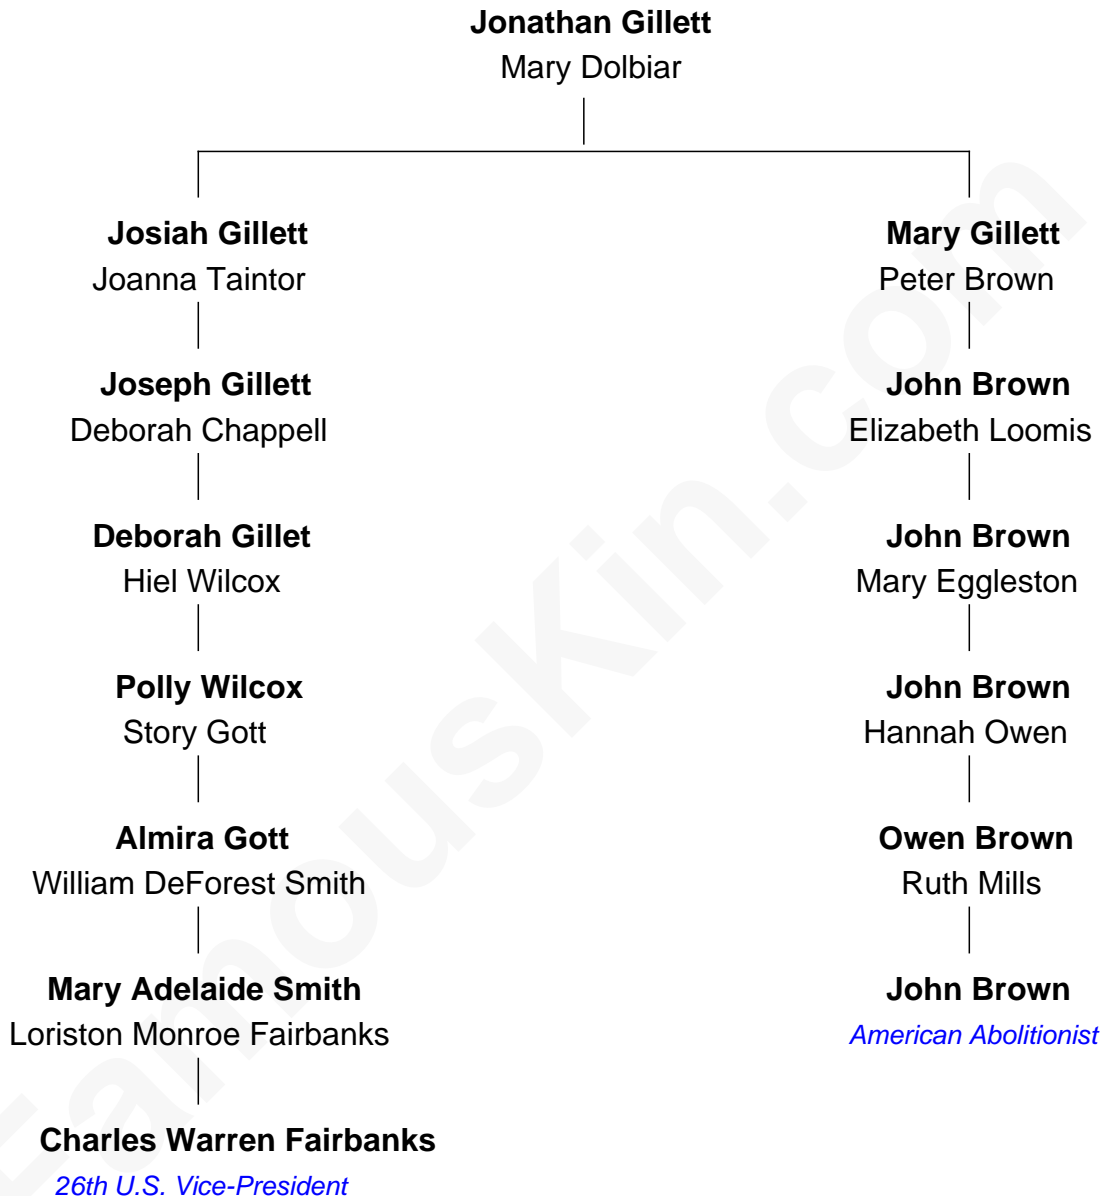 Jonathan Gillett
Mary Dolbiar
Josiah Gillett
Joanna Taintor
Mary Gillett
Peter Brown
Joseph Gillett
Deborah Chappell
John Brown
Elizabeth Loomis
Deborah Gillet
Hiel Wilcox
John Brown
Mary Eggleston
Polly Wilcox
Story Gott
John Brown
Hannah Owen
Almira Gott
William DeForest Smith
Owen Brown
Ruth Mills
Mary Adelaide Smith
Loriston Monroe Fairbanks
John Brown
American Abolitionist
Charles Warren Fairbanks
26th U.S. Vice-President
FamousKin.com